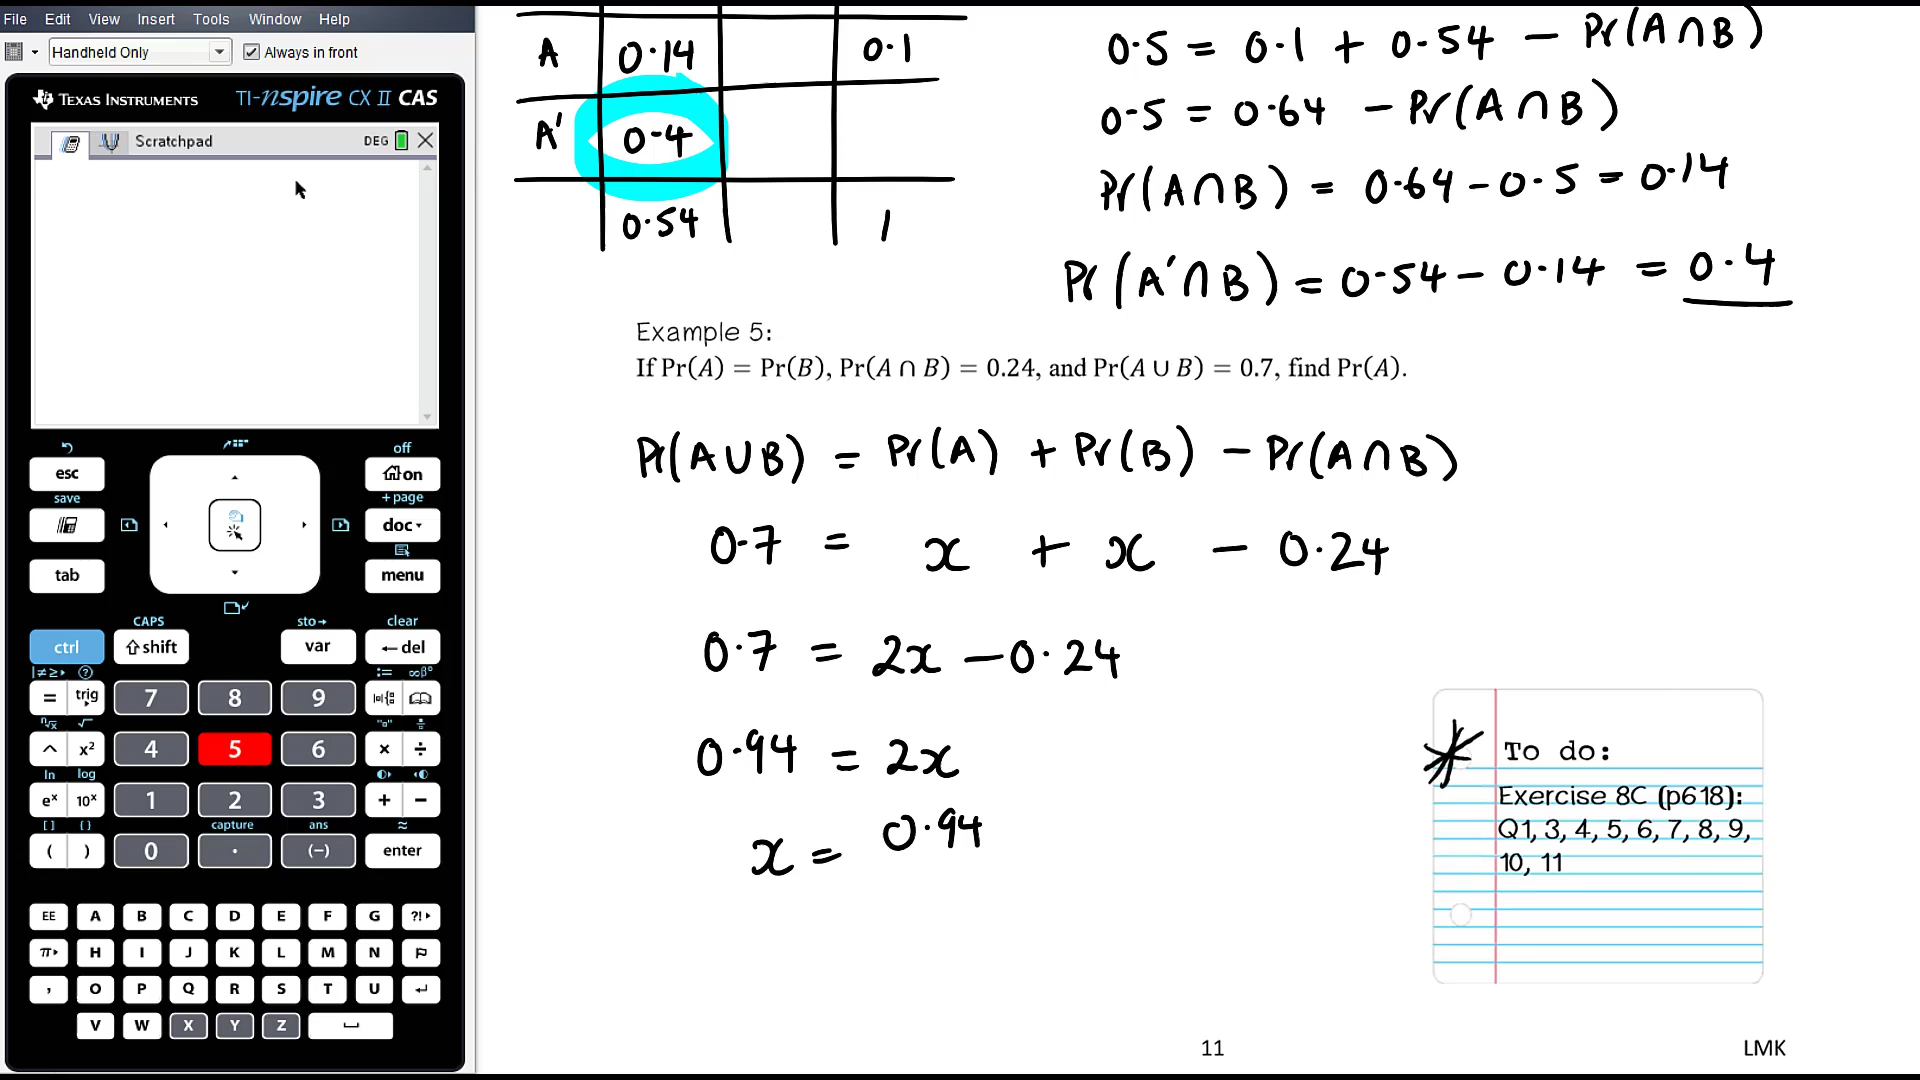 File Edit View Insert Tools Window Help
Handheld Only Always in front
TEXAS INSTRUMENTS TI-nspire CX II CAS
Scratchpad DEG
off
esc on
save + page
doc
tab menu
CAPS sto→ clear
ctrl shift var ←del
|≠≥▸ ? := ∞β°
= trig 7 8 9
ⁿ√x √
^ x² 4 5 6 × ÷
ln log
eˣ 10ˣ 1 2 3 + −
[ ] { } capture ans ≈
( ) 0 . (−) enter
EE A B C D E F G ?!▸
π▸ H I J K L M N
, O P Q R S T U
V W X Y Z
A 0.14 0.1
A' 0.4
0.54 1
0.5 = 0.1 + 0.54 − Pr(A∩B)
0.5 = 0.64 − Pr(A∩B)
Pr(A∩B) = 0.64 − 0.5 = 0.14
Pr(A'∩B) = 0.54 − 0.14 = 0.4
Example 5:
If Pr(A) = Pr(B), Pr(A ∩ B) = 0.24, and Pr(A ∪ B) = 0.7, find Pr(A).
Pr(A∪B) = Pr(A) + Pr(B) − Pr(A∩B)
0.7 = x + x − 0.24
0.7 = 2x − 0.24
0.94 = 2x
x = 0.94
To do:
Exercise 8C (p618):
Q1, 3, 4, 5, 6, 7, 8, 9,
10, 11
11 LMK